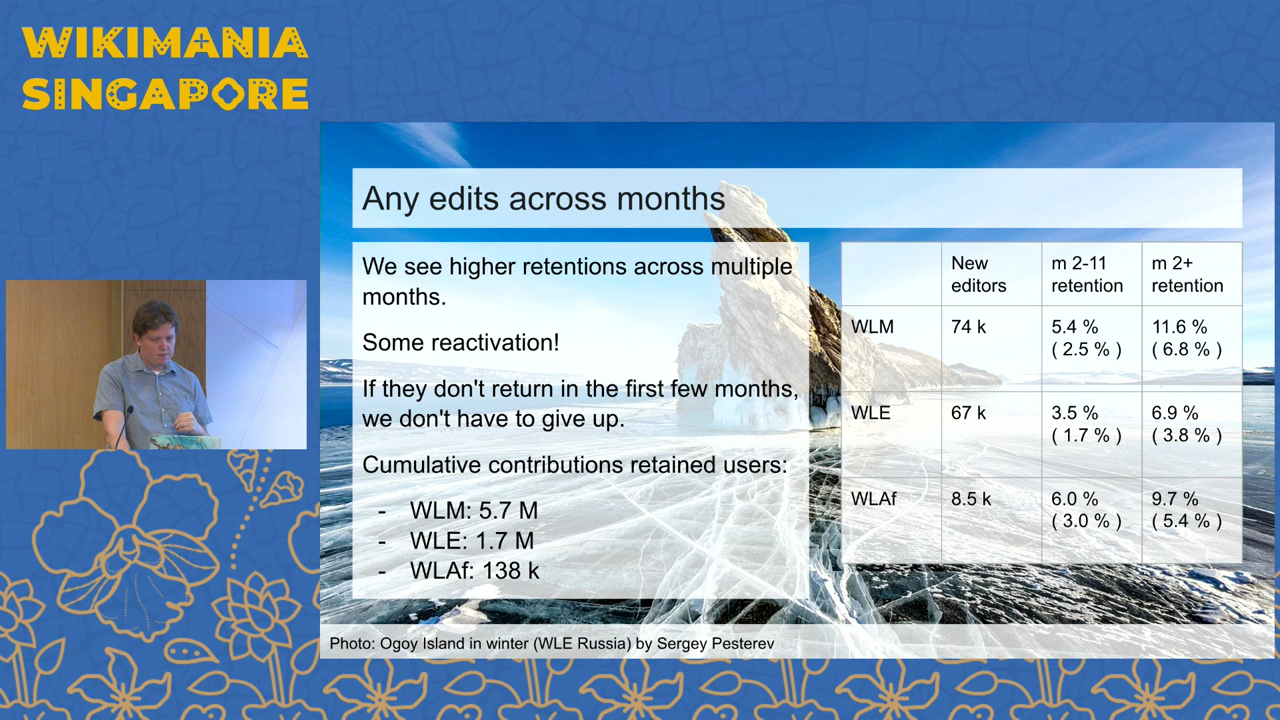 WIKIMANIA
SINGAPORE
Any edits across months
We see higher retentions across multiple
months.
Some reactivation!
If they don't return in the first few months,
we don't have to give up.
Cumulative contributions retained users:
- WLM: 5.7 M
- WLE: 1.7 M
- WLAf: 138 k
New editors m 2-11 retention m 2+ retention
WLM 74 k 5.4 % ( 2.5 % ) 11.6 % ( 6.8 % )
WLE 67 k 3.5 % ( 1.7 % ) 6.9 % ( 3.8 % )
WLAf 8.5 k 6.0 % ( 3.0 % ) 9.7 % ( 5.4 % )
Photo: Ogoy Island in winter (WLE Russia) by Sergey Pesterev